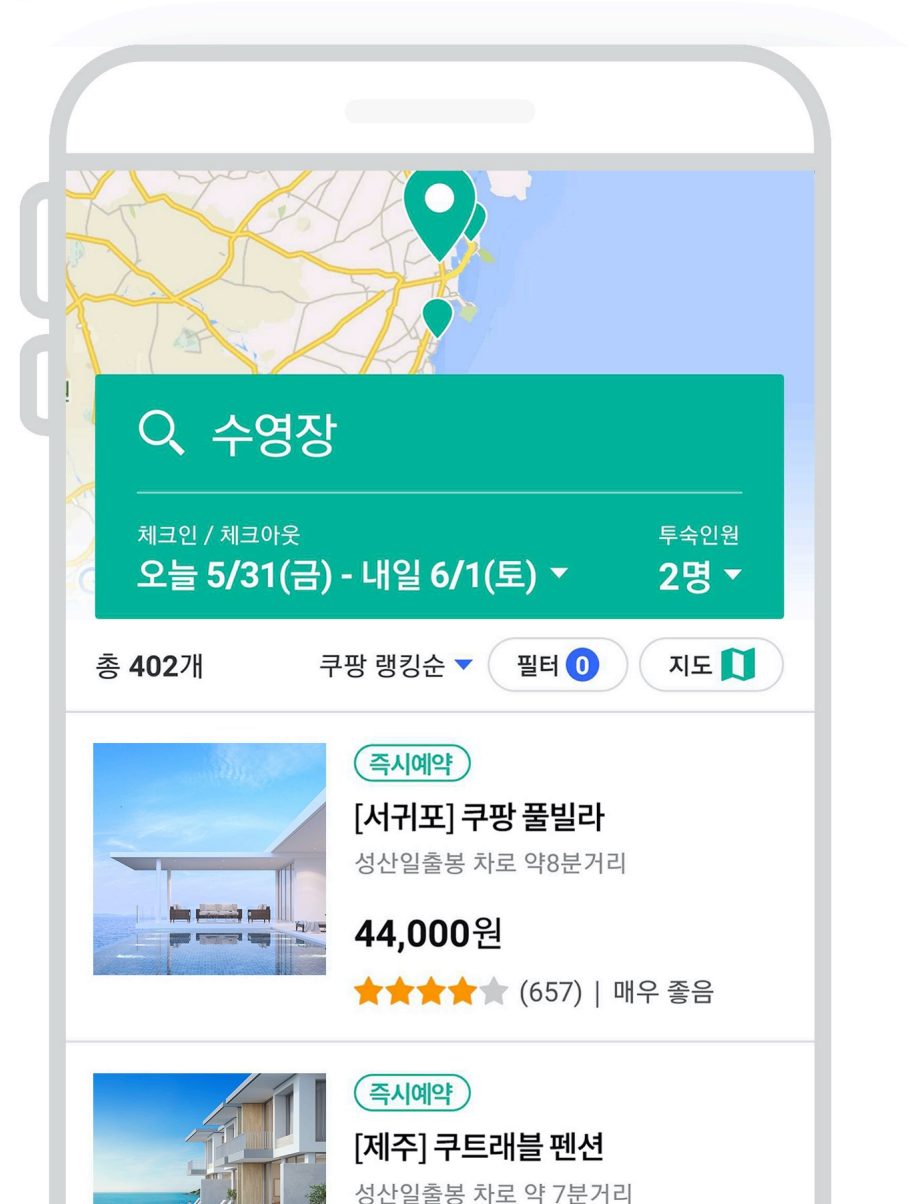 수영장
체크인 / 체크아웃 투숙인원
오늘 5/31(금) - 내일 6/1(토) 2명
총 402개 쿠팡 랭킹순 필터 0 지도
즉시예약
[서귀포] 쿠팡 풀빌라
성산일출봉 차로 약8분거리
44,000원
(657) | 매우 좋음
즉시예약
[제주] 쿠트래블 펜션
성산일출봉 차로 약 7분거리